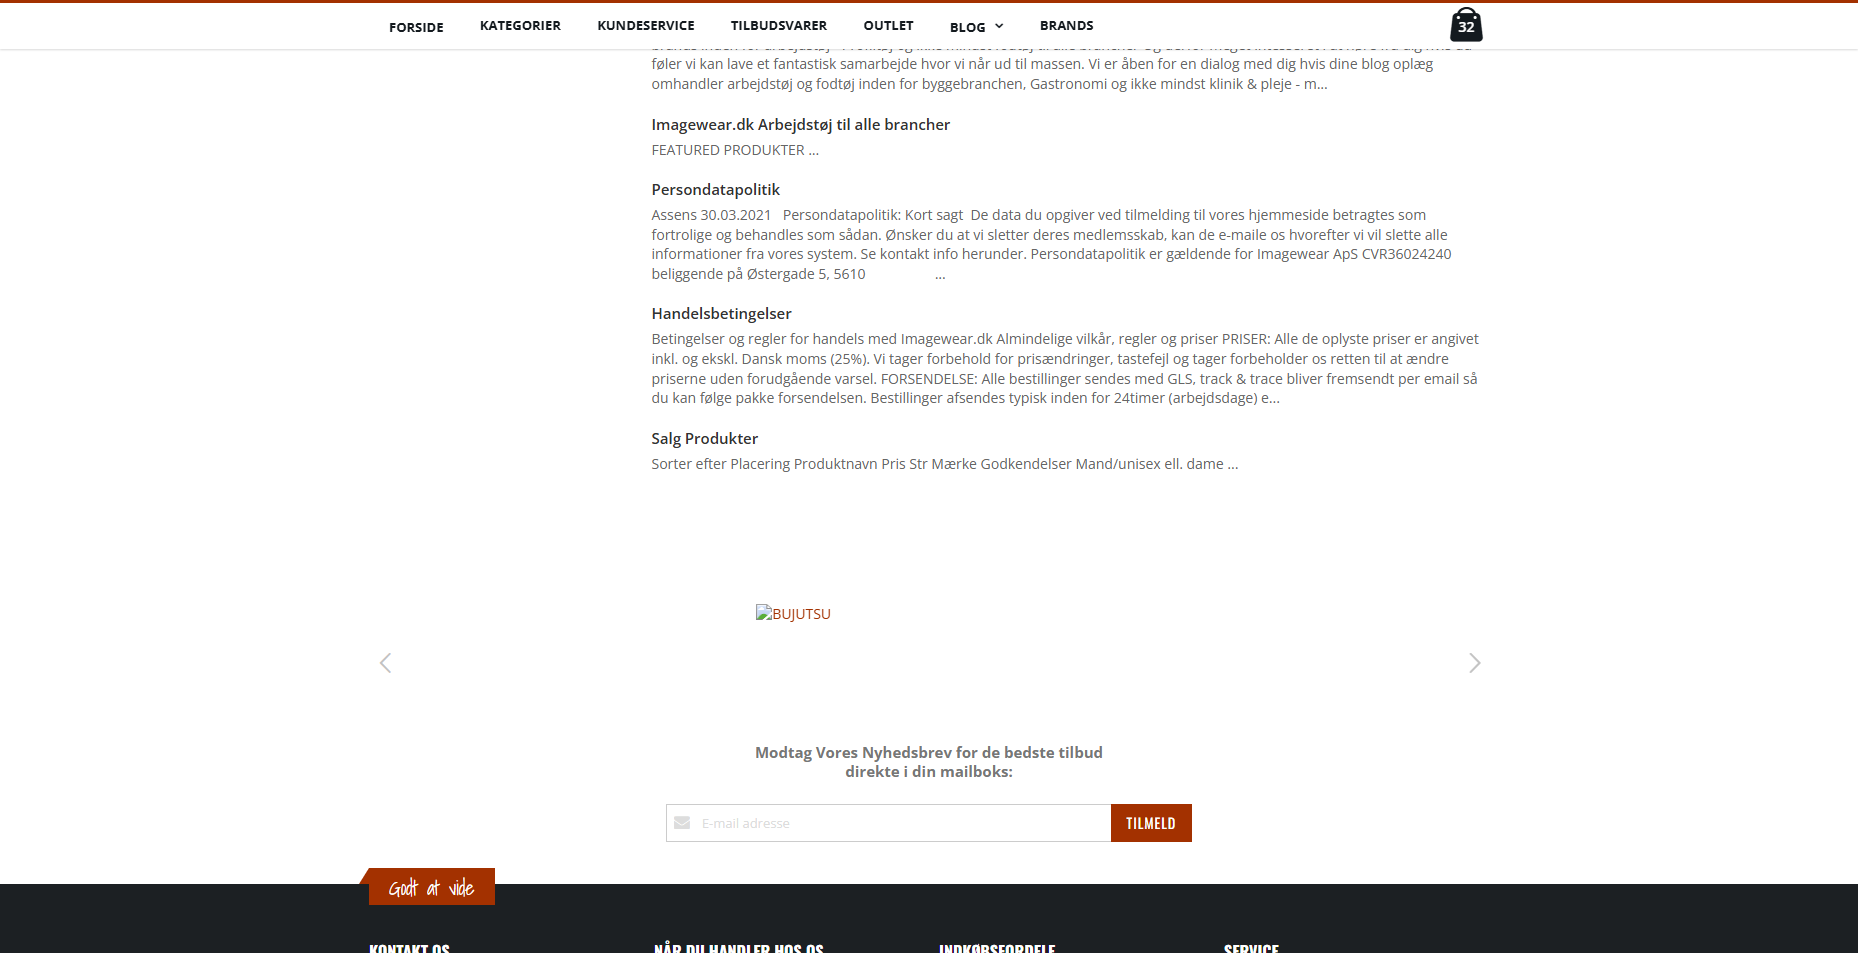 FORSIDE KATEGORIER KUNDESERVICE TILBUDSVARER OUTLET BLOG BRANDS 32
føler vi kan lave et fantastisk samarbejde hvor vi når ud til massen. Vi er åben for en dialog med dig hvis dine blog oplæg
omhandler arbejdstøj og fodtøj inden for byggebranchen, Gastronomi og ikke mindst klinik & pleje - m...
Imagewear.dk Arbejdstøj til alle brancher
FEATURED PRODUKTER ...
Persondatapolitik
Assens 30.03.2021 Persondatapolitik: Kort sagt De data du opgiver ved tilmelding til vores hjemmeside betragtes som
fortrolige og behandles som sådan. Ønsker du at vi sletter deres medlemsskab, kan de e-maile os hvorefter vi vil slette alle
informationer fra vores system. Se kontakt info herunder. Persondatapolitik er gældende for Imagewear ApS CVR36024240
beliggende på Østergade 5, 5610 ...
Handelsbetingelser
Betingelser og regler for handels med Imagewear.dk Almindelige vilkår, regler og priser PRISER: Alle de oplyste priser er angivet
inkl. og ekskl. Dansk moms (25%). Vi tager forbehold for prisændringer, tastefejl og tager forbeholder os retten til at ændre
priserne uden forudgående varsel. FORSENDELSE: Alle bestillinger sendes med GLS, track & trace bliver fremsendt per email så
du kan følge pakke forsendelsen. Bestillinger afsendes typisk inden for 24timer (arbejdsdage) e...
Salg Produkter
Sorter efter Placering Produktnavn Pris Str Mærke Godkendelser Mand/unisex ell. dame ...
BUJUTSU
Modtag Vores Nyhedsbrev for de bedste tilbud
direkte i din mailboks:
E-mail adresse TILMELD
Godt at vide
KONTAKT OS NÅR DU HANDLER HOS OS INDKØBSFORDELE SERVICE